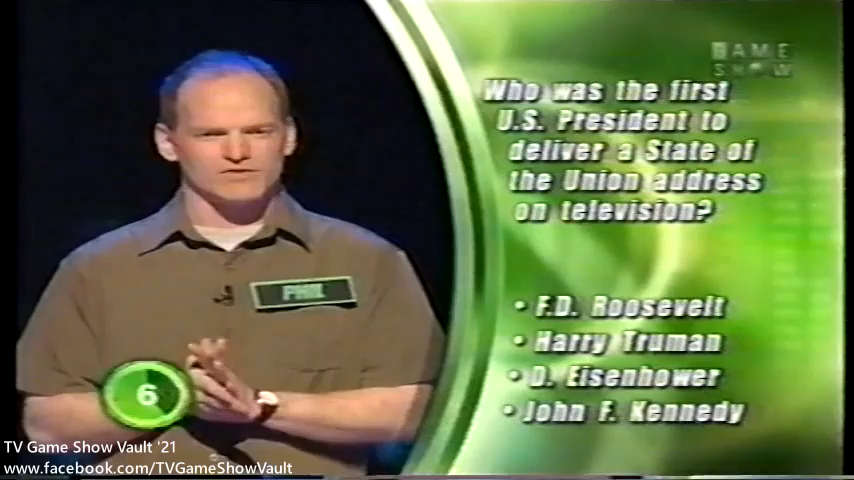 GAME
SHOW
Who was the first
U.S. President to
deliver a State of
the Union address
on television?
• F.D. Roosevelt
• Harry Truman
• D. Eisenhower
• John F. Kennedy
PHIL
6
TV Game Show Vault '21
www.facebook.com/TVGameShowVault